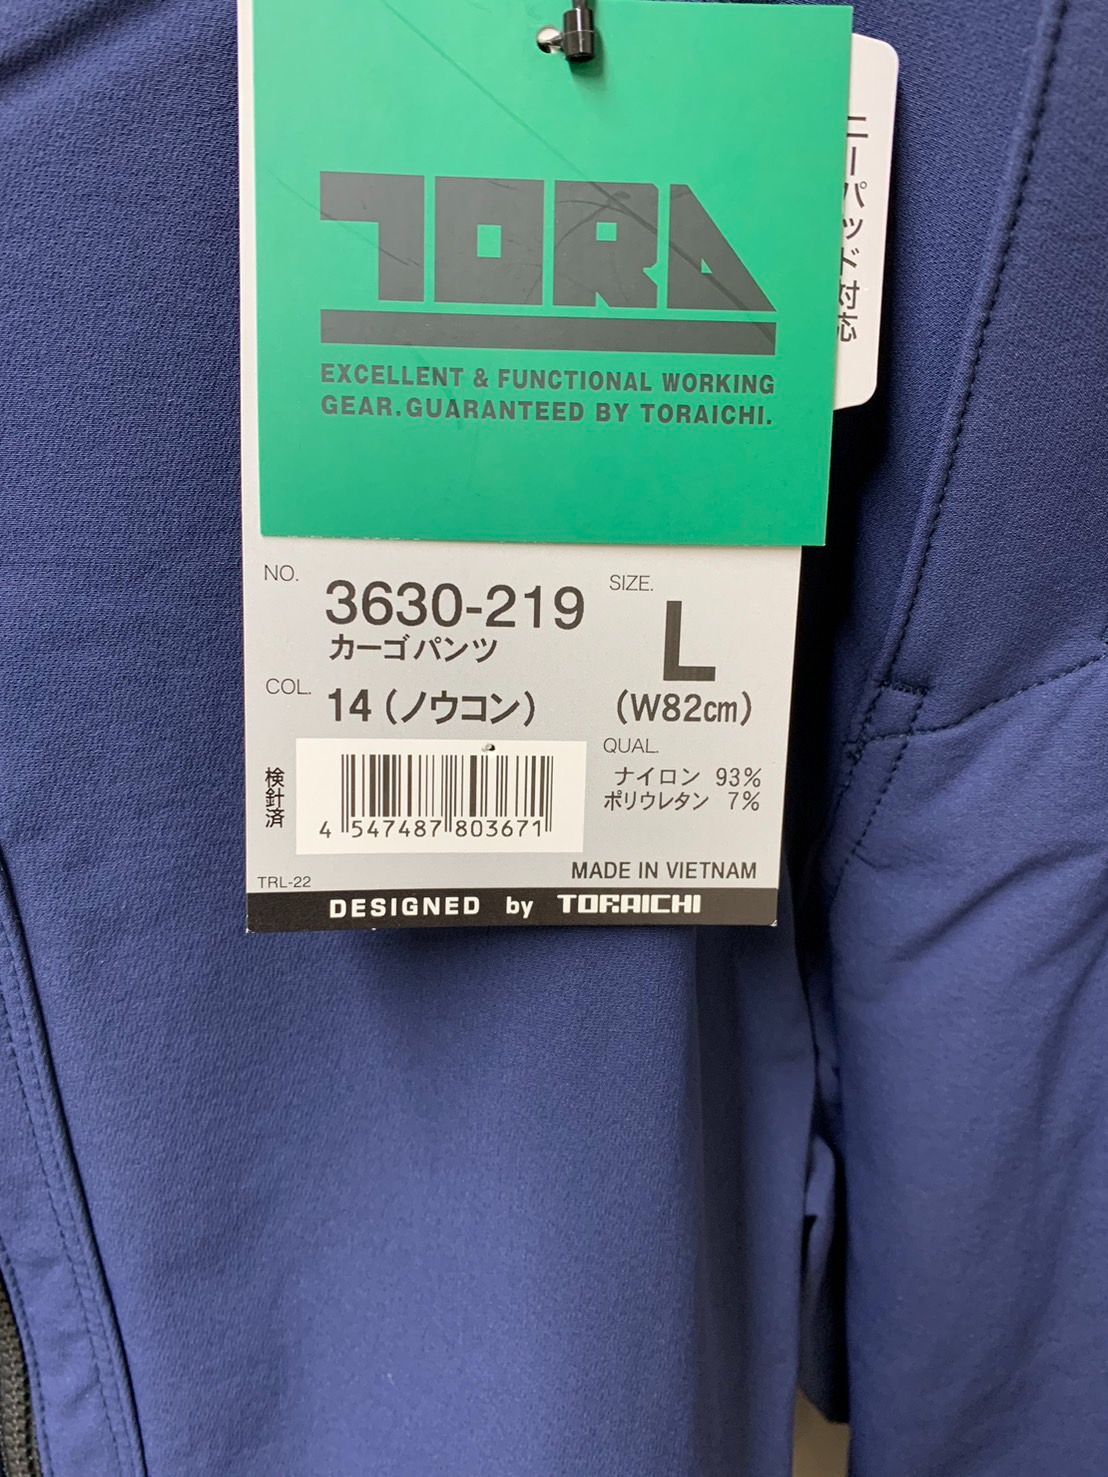 TORA
EXCELLENT & FUNCTIONAL WORKING
GEAR.GUARANTEED BY TORAICHI.
ニーパッド対応
NO. 3630-219
カーゴパンツ
SIZE. L
(W82cm)
COL. 14(ノウコン)
QUAL.
ナイロン 93%
ポリウレタン 7%
検針済
4 547487 803671
TRL-22
MADE IN VIETNAM
DESIGNED by TORAICHI